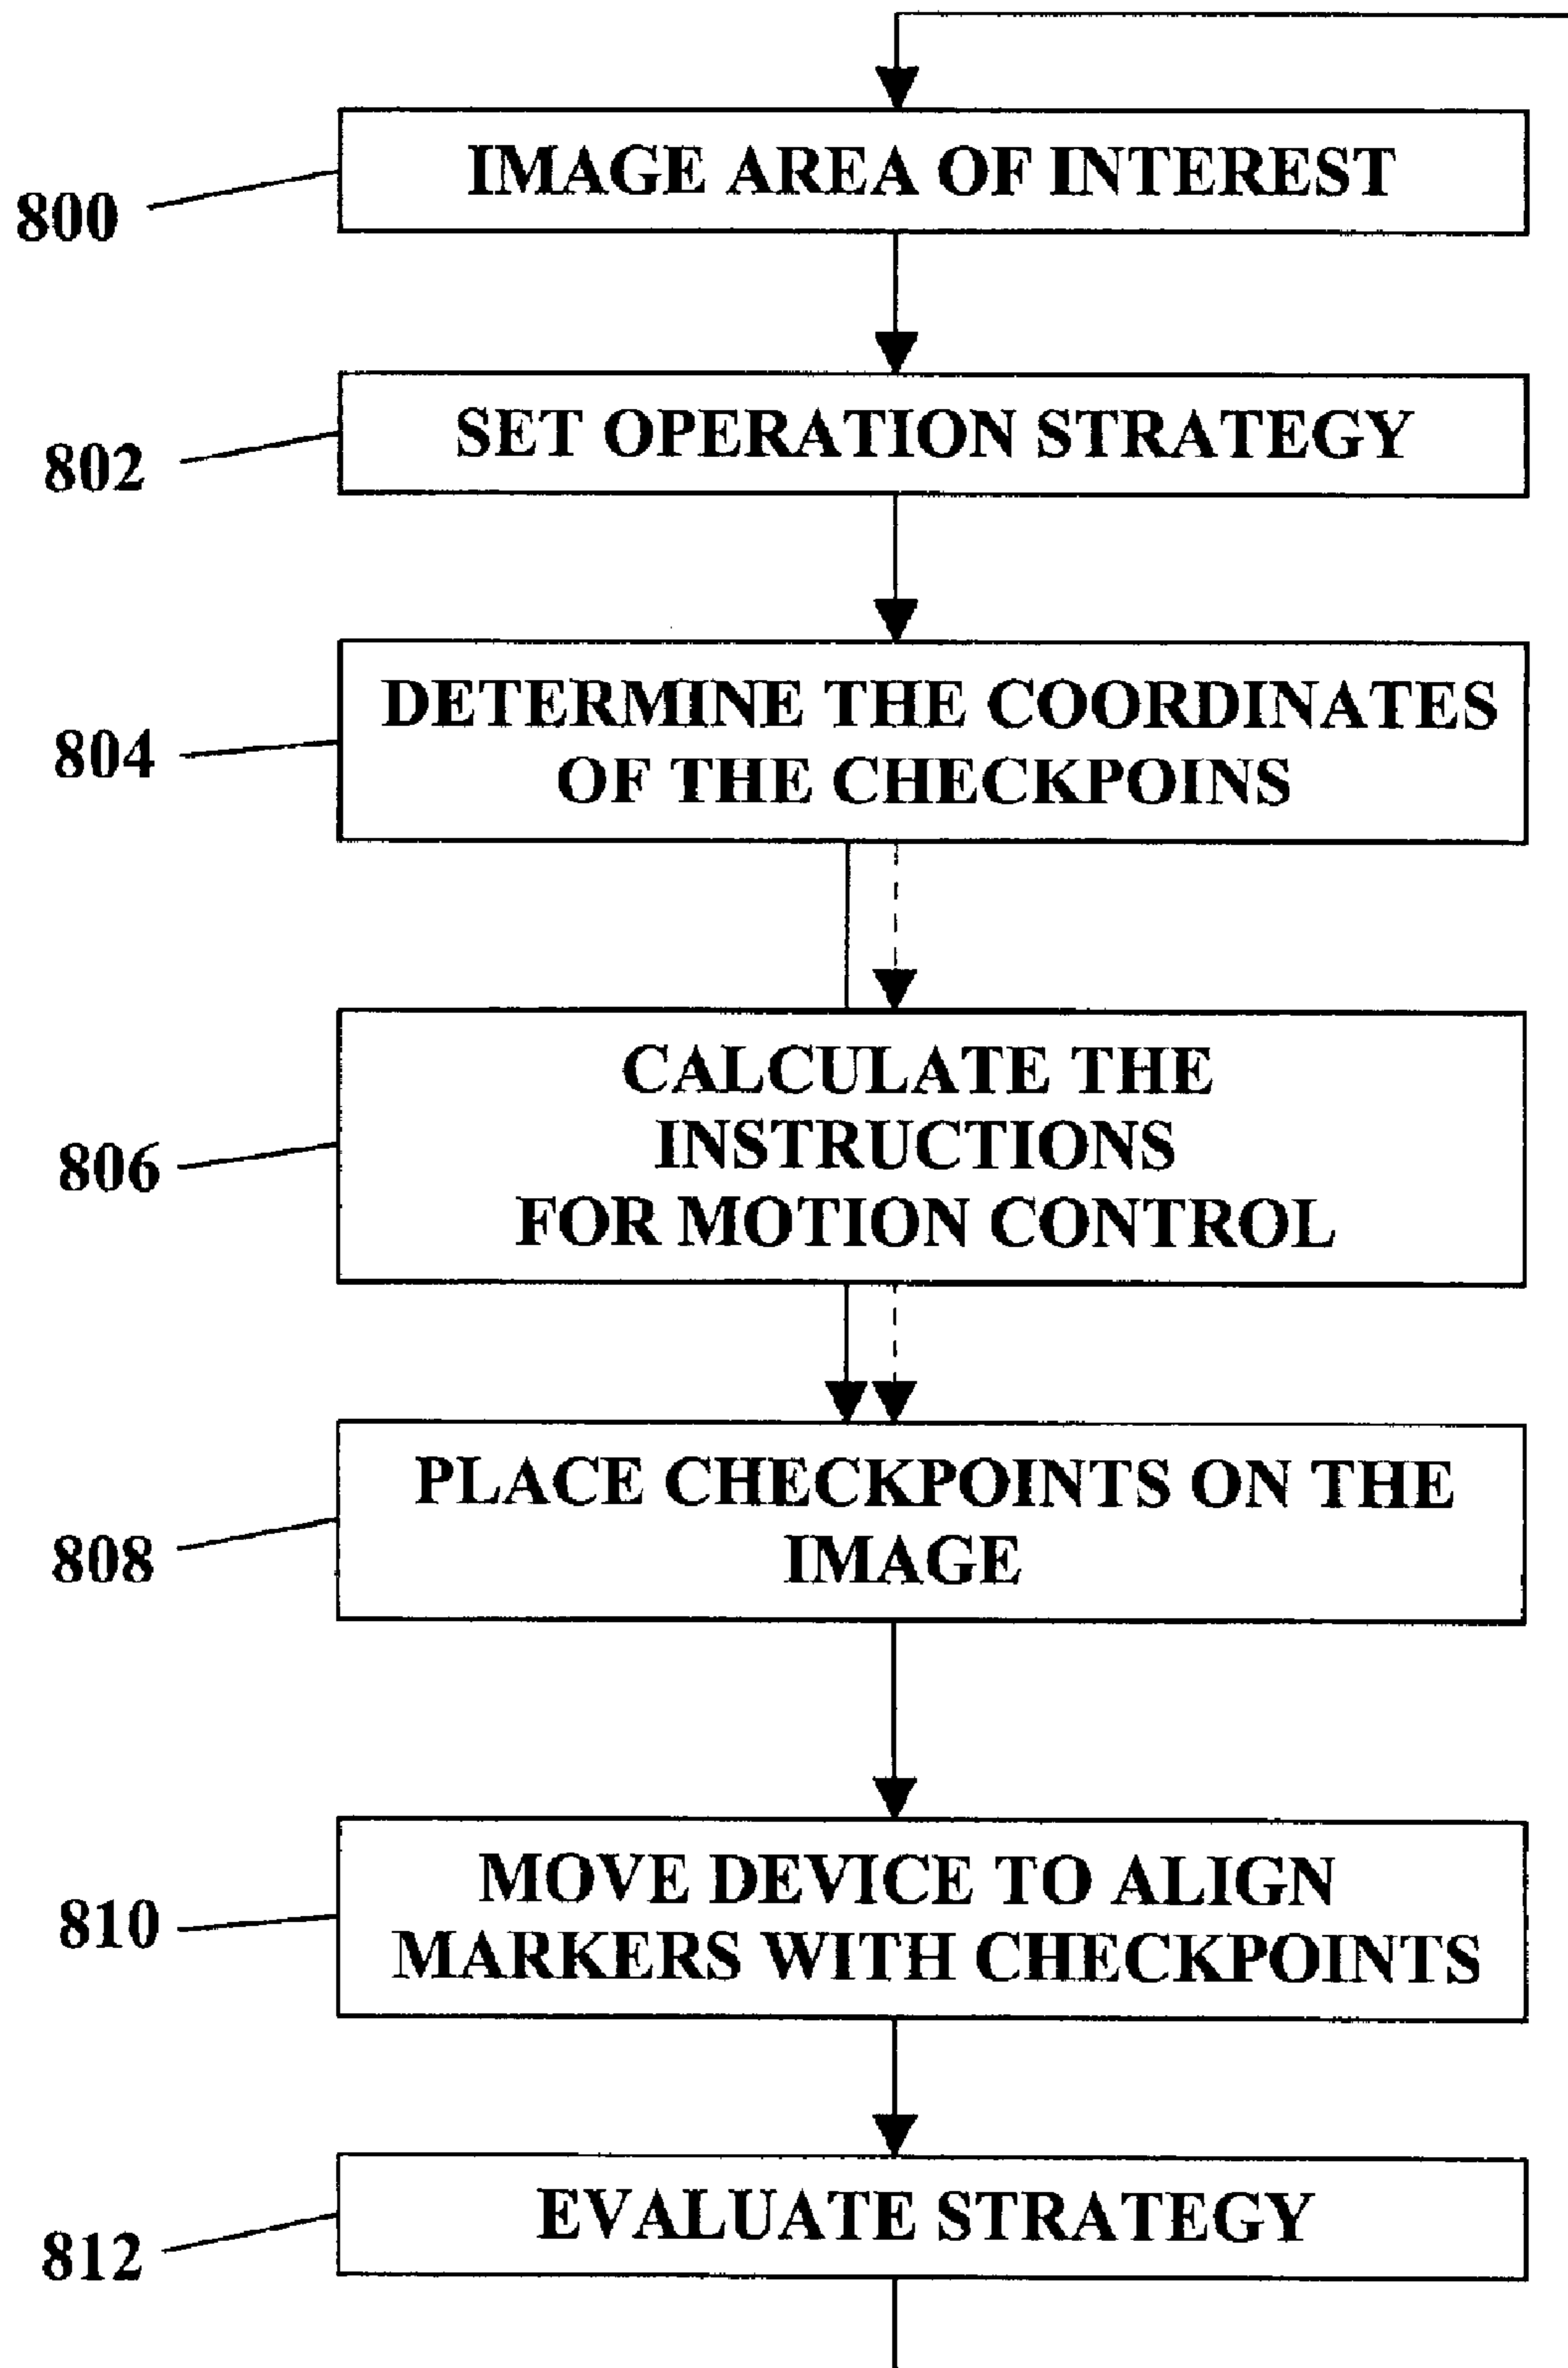 800
IMAGE AREA OF INTEREST
802
SET OPERATION STRATEGY
804
DETERMINE THE COORDINATES
OF THE CHECKPOINS
806
CALCULATE THE
INSTRUCTIONS
FOR MOTION CONTROL
808
PLACE CHECKPOINTS ON THE
IMAGE
810
MOVE DEVICE TO ALIGN
MARKERS WITH CHECKPOINTS
812
EVALUATE STRATEGY